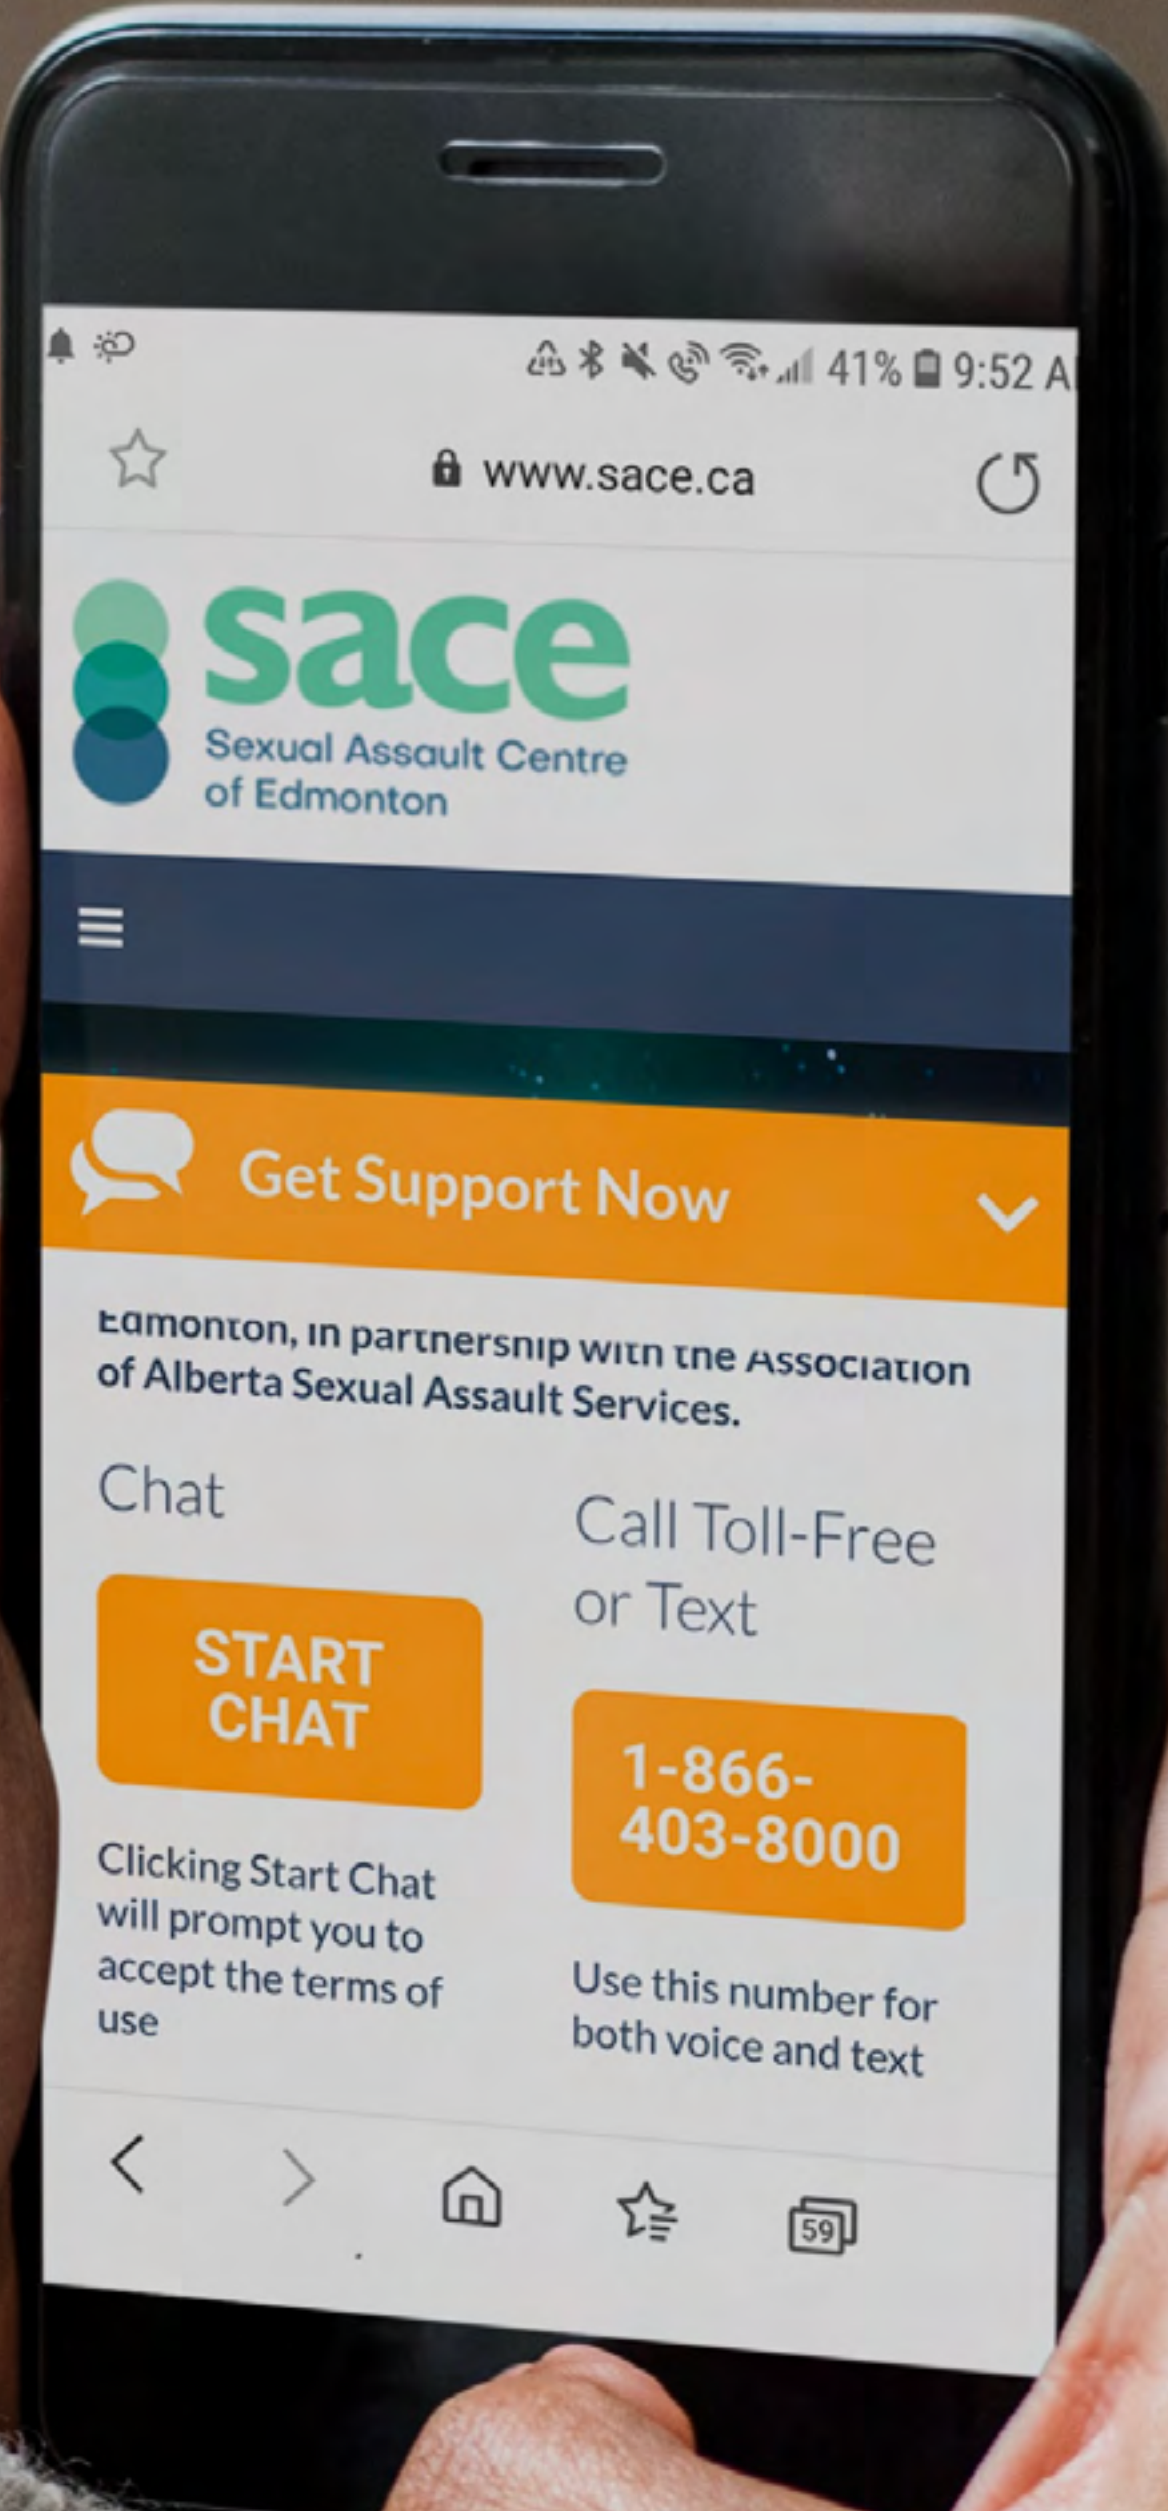 41% 9:52 A
www.sace.ca
sace
Sexual Assault Centre
of Edmonton
Get Support Now
Edmonton, in partnership with the Association
of Alberta Sexual Assault Services.
Chat
START
CHAT
Clicking Start Chat
will prompt you to
accept the terms of
use
Call Toll-Free
or Text
1-866-
403-8000
Use this number for
both voice and text
59